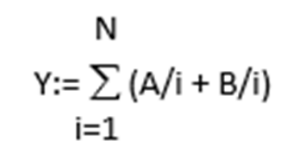 N
Y:= ∑ (A/i + B/i)
i=1